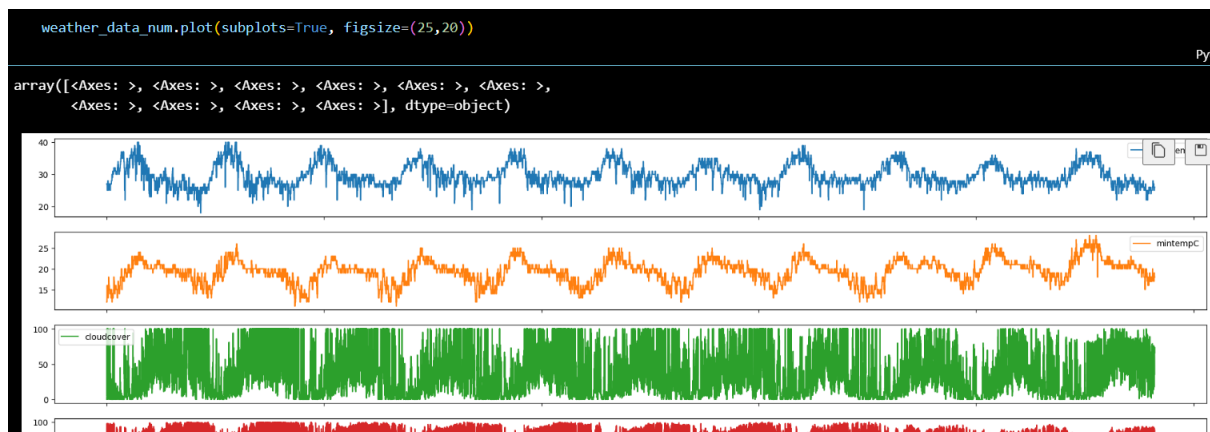 weather_data_num.plot(subplots=True, figsize=(25,20))
Py
array([<Axes: >, <Axes: >, <Axes: >, <Axes: >, <Axes: >, <Axes: >,
<Axes: >, <Axes: >, <Axes: >, <Axes: >], dtype=object)
40
30
20
25
mintempC
20
15
100
cloudcover
50
0
100